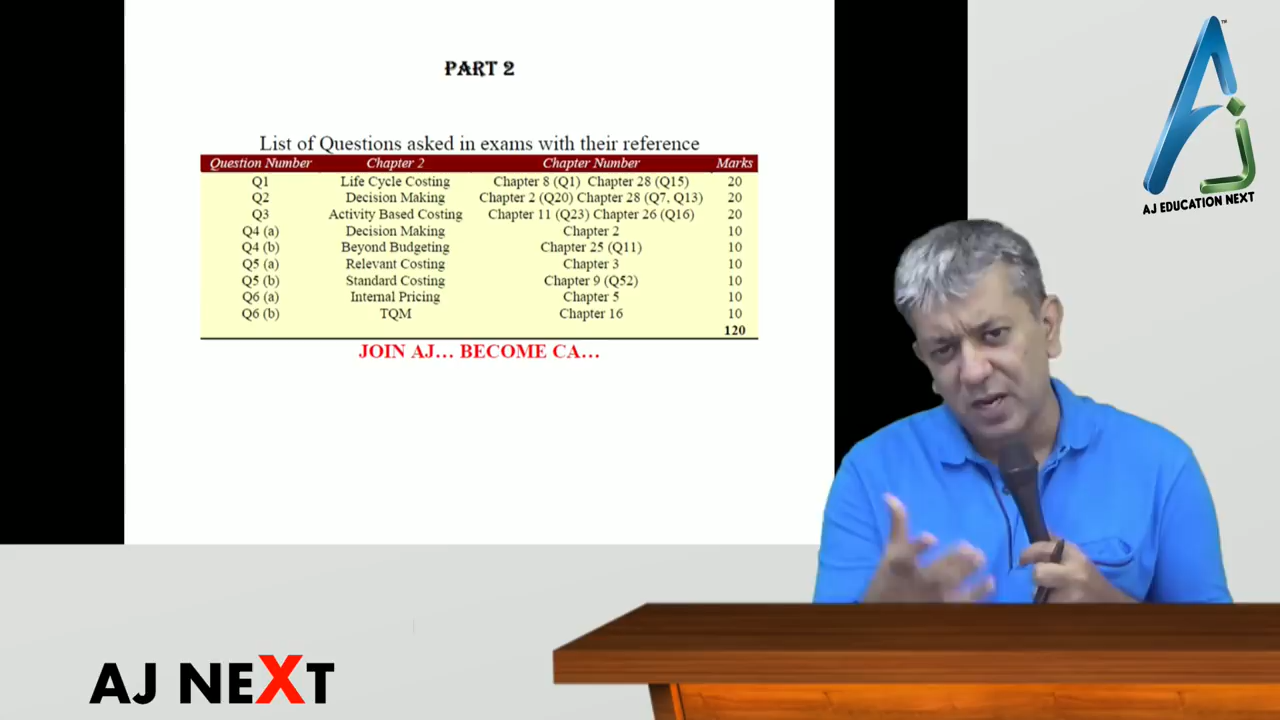 PART 2
List of Questions asked in exams with their reference
Question Number Chapter 2 Chapter Number Marks
Q1 Life Cycle Costing Chapter 8 (Q1) Chapter 28 (Q15) 20
Q2 Decision Making Chapter 2 (Q20) Chapter 28 (Q7, Q13) 20
Q3 Activity Based Costing Chapter 11 (Q23) Chapter 26 (Q16) 20
Q4 (a) Decision Making Chapter 2 10
Q4 (b) Beyond Budgeting Chapter 25 (Q11) 10
Q5 (a) Relevant Costing Chapter 3 10
Q5 (b) Standard Costing Chapter 9 (Q52) 10
Q6 (a) Internal Pricing Chapter 5 10
Q6 (b) TQM Chapter 16 10
120
JOIN AJ... BECOME CA...
AJ
TM
AJ EDUCATION NEXT
AJ NEXT